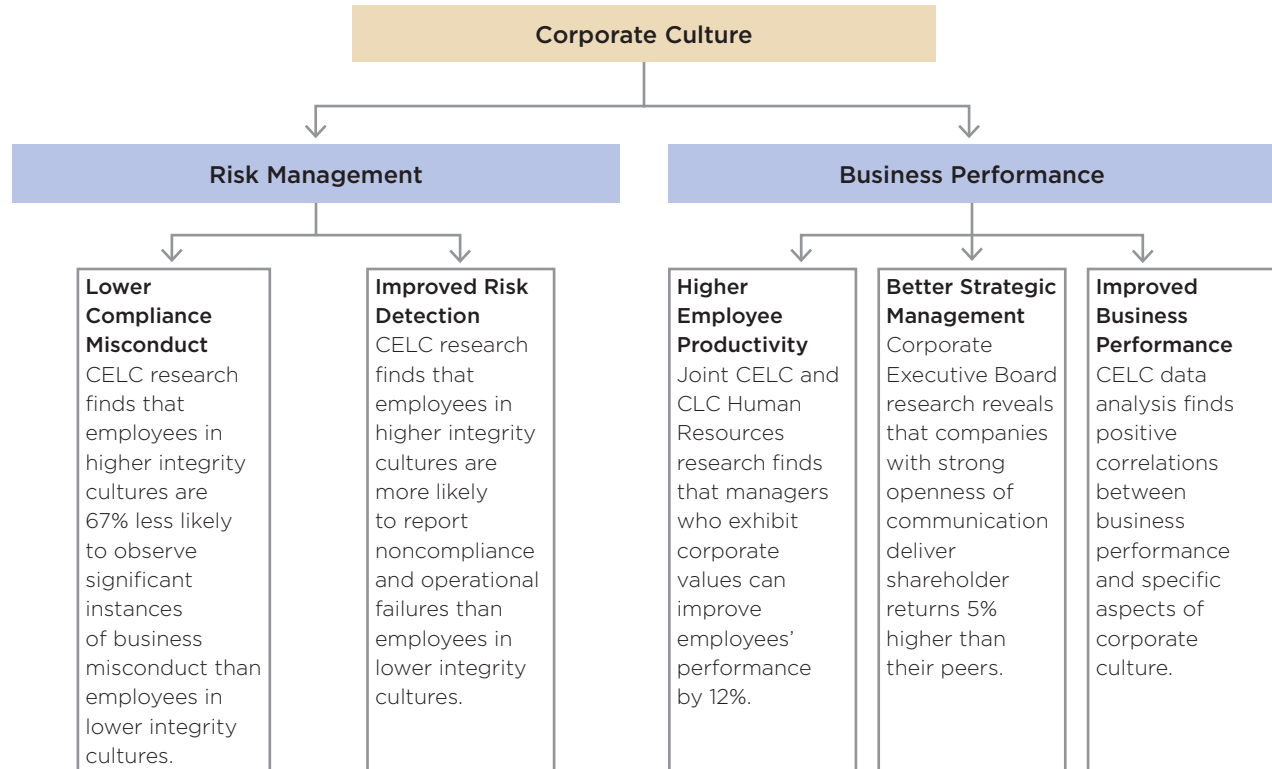 Corporate Culture
Risk Management
Business Performance
Lower
Compliance
Misconduct
CELC research
finds that
employees in
higher integrity
cultures are
67% less likely
to observe
significant
instances
of business
misconduct than
employees in
lower integrity
cultures.
Improved Risk
Detection
CELC research
finds that
employees in
higher integrity
cultures are
more likely
to report
noncompliance
and operational
failures than
employees in
lower integrity
cultures.
Higher
Employee
Productivity
Joint CELC and
CLC Human
Resources
research finds
that managers
who exhibit
corporate
values can
improve
employees’
performance
by 12%.
Better Strategic
Management
Corporate
Executive Board
research reveals
that companies
with strong
openness of
communication
deliver
shareholder
returns 5%
higher than
their peers.
Improved
Business
Performance
CELC data
analysis finds
positive
correlations
between
business
performance
and specific
aspects of
corporate
culture.